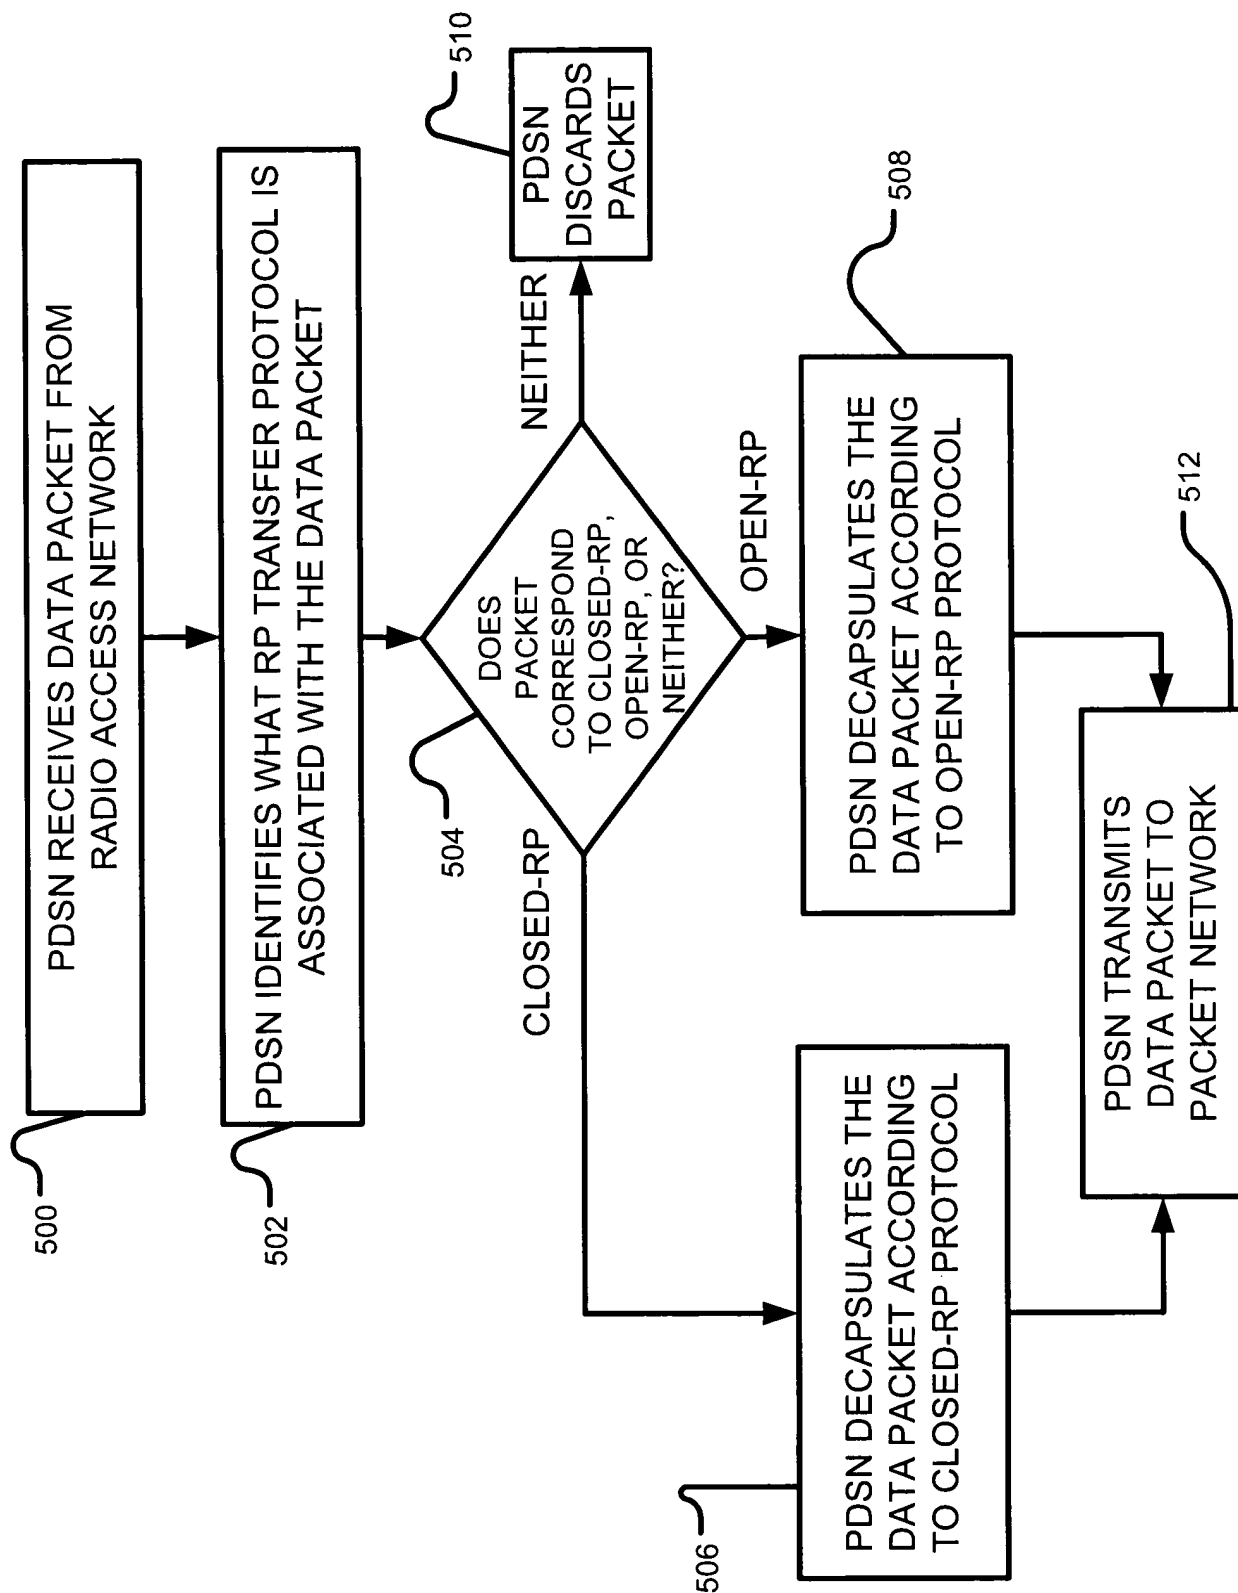 500
PDSN RECEIVES DATA PACKET FROM
RADIO ACCESS NETWORK
502
PDSN IDENTIFIES WHAT RP TRANSFER PROTOCOL IS
ASSOCIATED WITH THE DATA PACKET
504
DOES
PACKET
CORRESPOND
TO CLOSED-RP,
OPEN-RP, OR
NEITHER?
CLOSED-RP
NEITHER
510
PDSN
DISCARDS
PACKET
OPEN-RP
506
PDSN DECAPSULATES THE
DATA PACKET ACCORDING
TO CLOSED-RP PROTOCOL
508
PDSN DECAPSULATES THE
DATA PACKET ACCORDING
TO OPEN-RP PROTOCOL
512
PDSN TRANSMITS
DATA PACKET TO
PACKET NETWORK